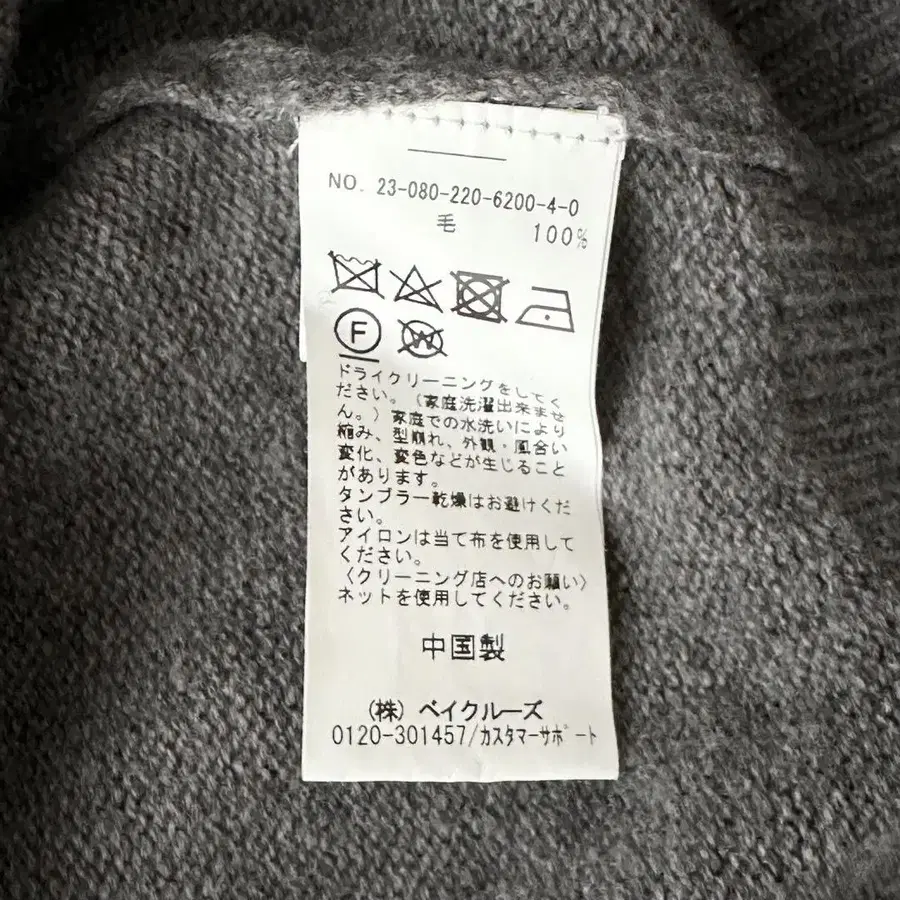 NO. 23-080-220-6200-4-0
毛 100%
F
W
ドライクリーニングをしてく
ださい。(家庭洗濯出来ませ
ん。)家庭での水洗いにより
縮み、型崩れ、外観・風合い
変化、変色などが生じること
があります。
タンブラー乾燥はお避けくだ
さい。
アイロンは当て布を使用して
ください。
〈クリーニング店へのお願い〉
ネットを使用してください。
中国製
(株) ベイクルーズ
0120-301457/カスタマーサポート